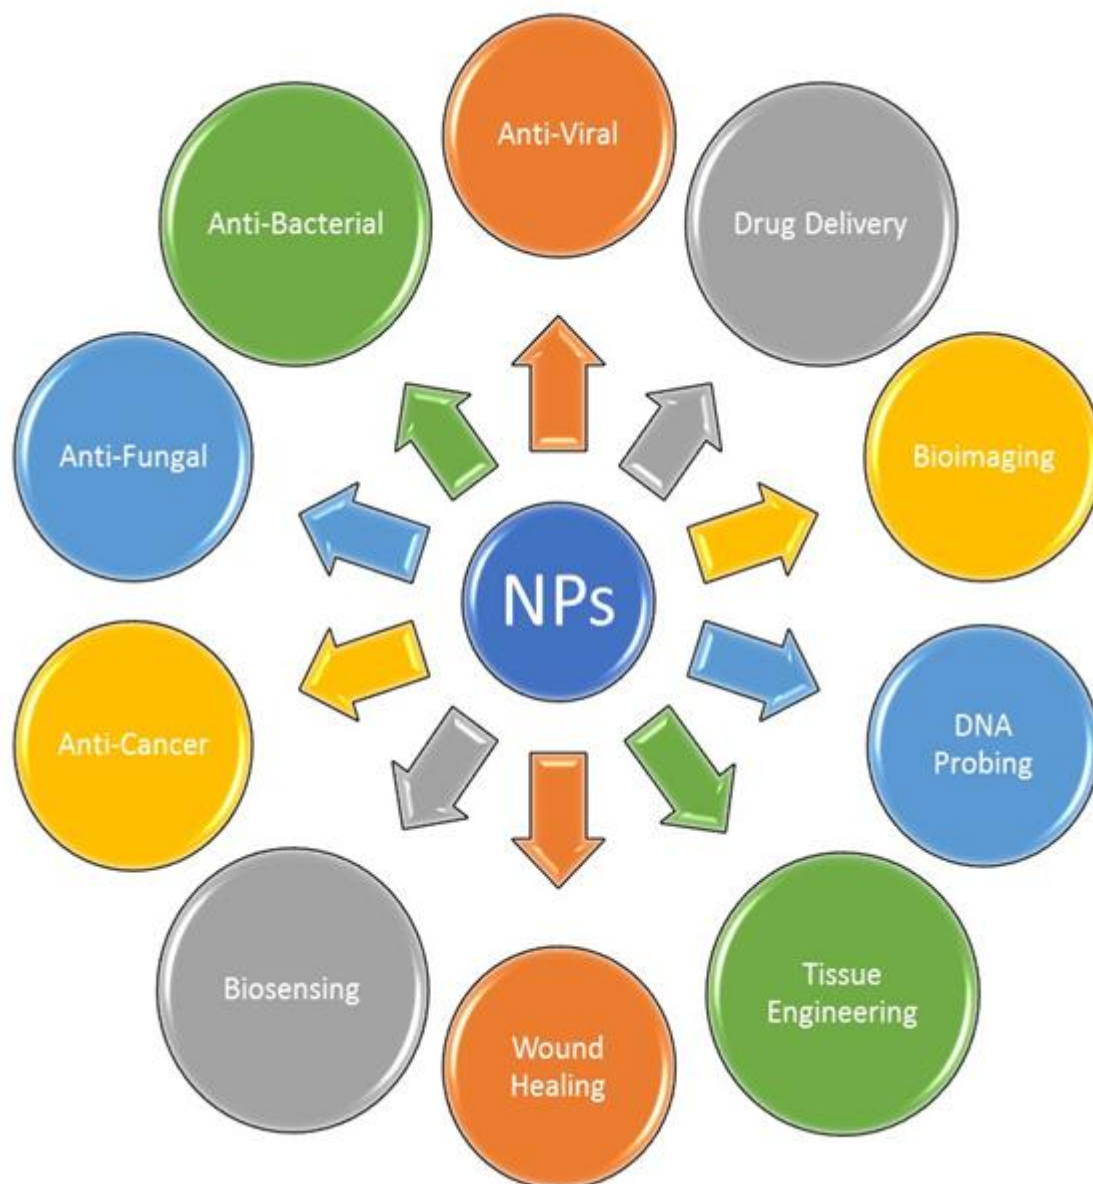 Anti-Viral
Drug Delivery
Bioimaging
DNA
Probing
Tissue
Engineering
Wound
Healing
Biosensing
Anti-Cancer
Anti-Fungal
Anti-Bacterial
NPs